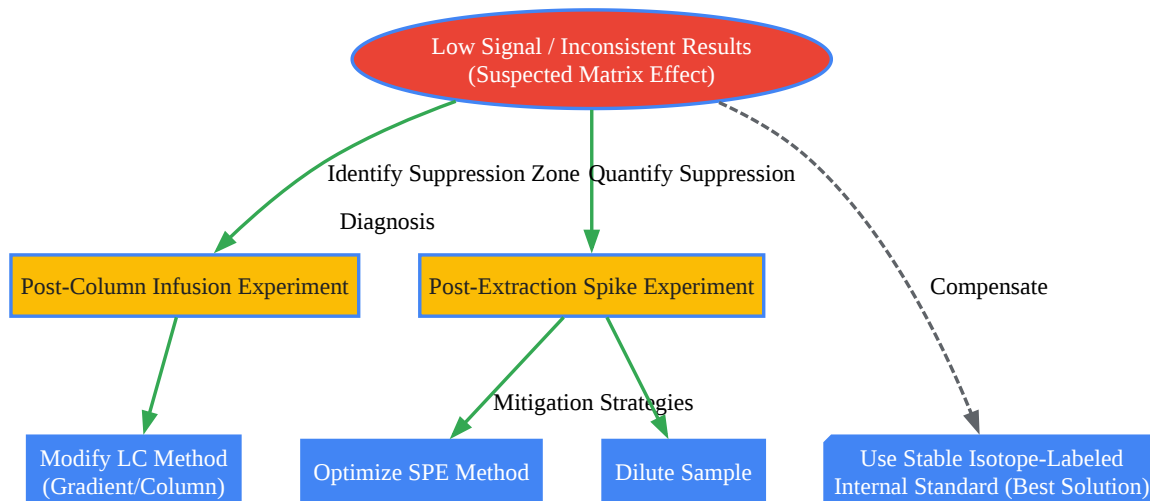 Low Signal / Inconsistent Results
(Suspected Matrix Effect)
Identify Suppression Zone
Quantify Suppression
Diagnosis
Post-Column Infusion Experiment
Post-Extraction Spike Experiment
Compensate
Mitigation Strategies
Modify LC Method
(Gradient/Column)
Optimize SPE Method
Dilute Sample
Use Stable Isotope-Labeled
Internal Standard (Best Solution)